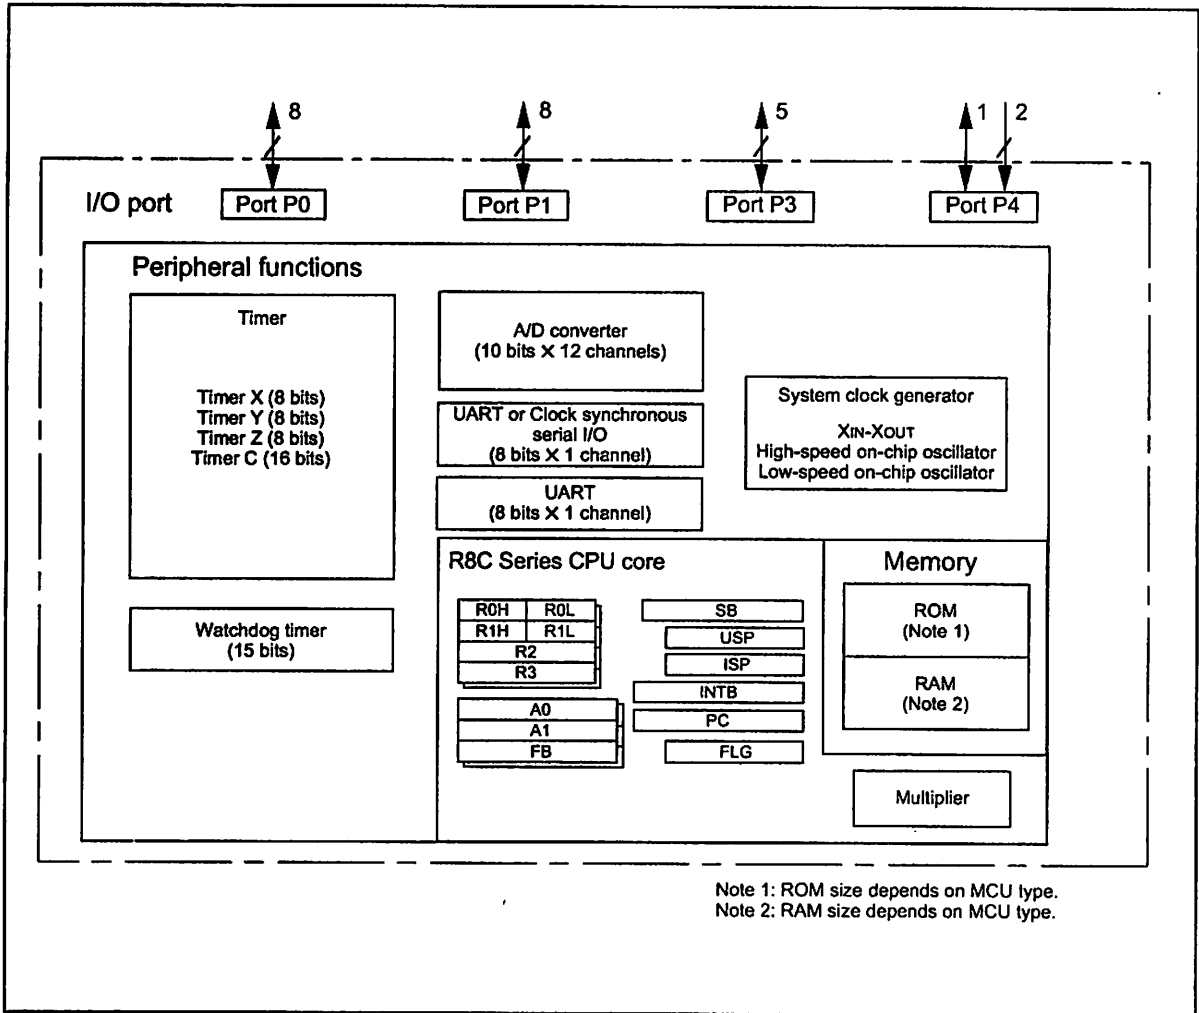 8
8
5
1
2
I/O port
Port P0
Port P1
Port P3
Port P4
Peripheral functions
Timer
Timer X (8 bits)
Timer Y (8 bits)
Timer Z (8 bits)
Timer C (16 bits)
Watchdog timer
(15 bits)
A/D converter
(10 bits X 12 channels)
UART or Clock synchronous
serial I/O
(8 bits X 1 channel)
UART
(8 bits X 1 channel)
System clock generator
XIN-XOUT
High-speed on-chip oscillator
Low-speed on-chip oscillator
R8C Series CPU core
R0H R0L
R1H R1L
R2
R3
A0
A1
FB
SB
USP
ISP
INTB
PC
FLG
Memory
ROM
(Note 1)
RAM
(Note 2)
Multiplier
Note 1: ROM size depends on MCU type.
Note 2: RAM size depends on MCU type.